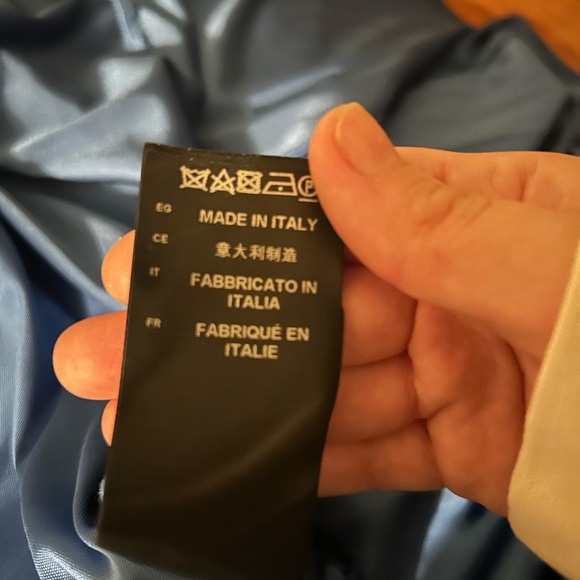 P
EG MADE IN ITALY
CE 意大利制造
IT FABBRICATO IN
ITALIA
FR FABRIQUÉ EN
ITALIE